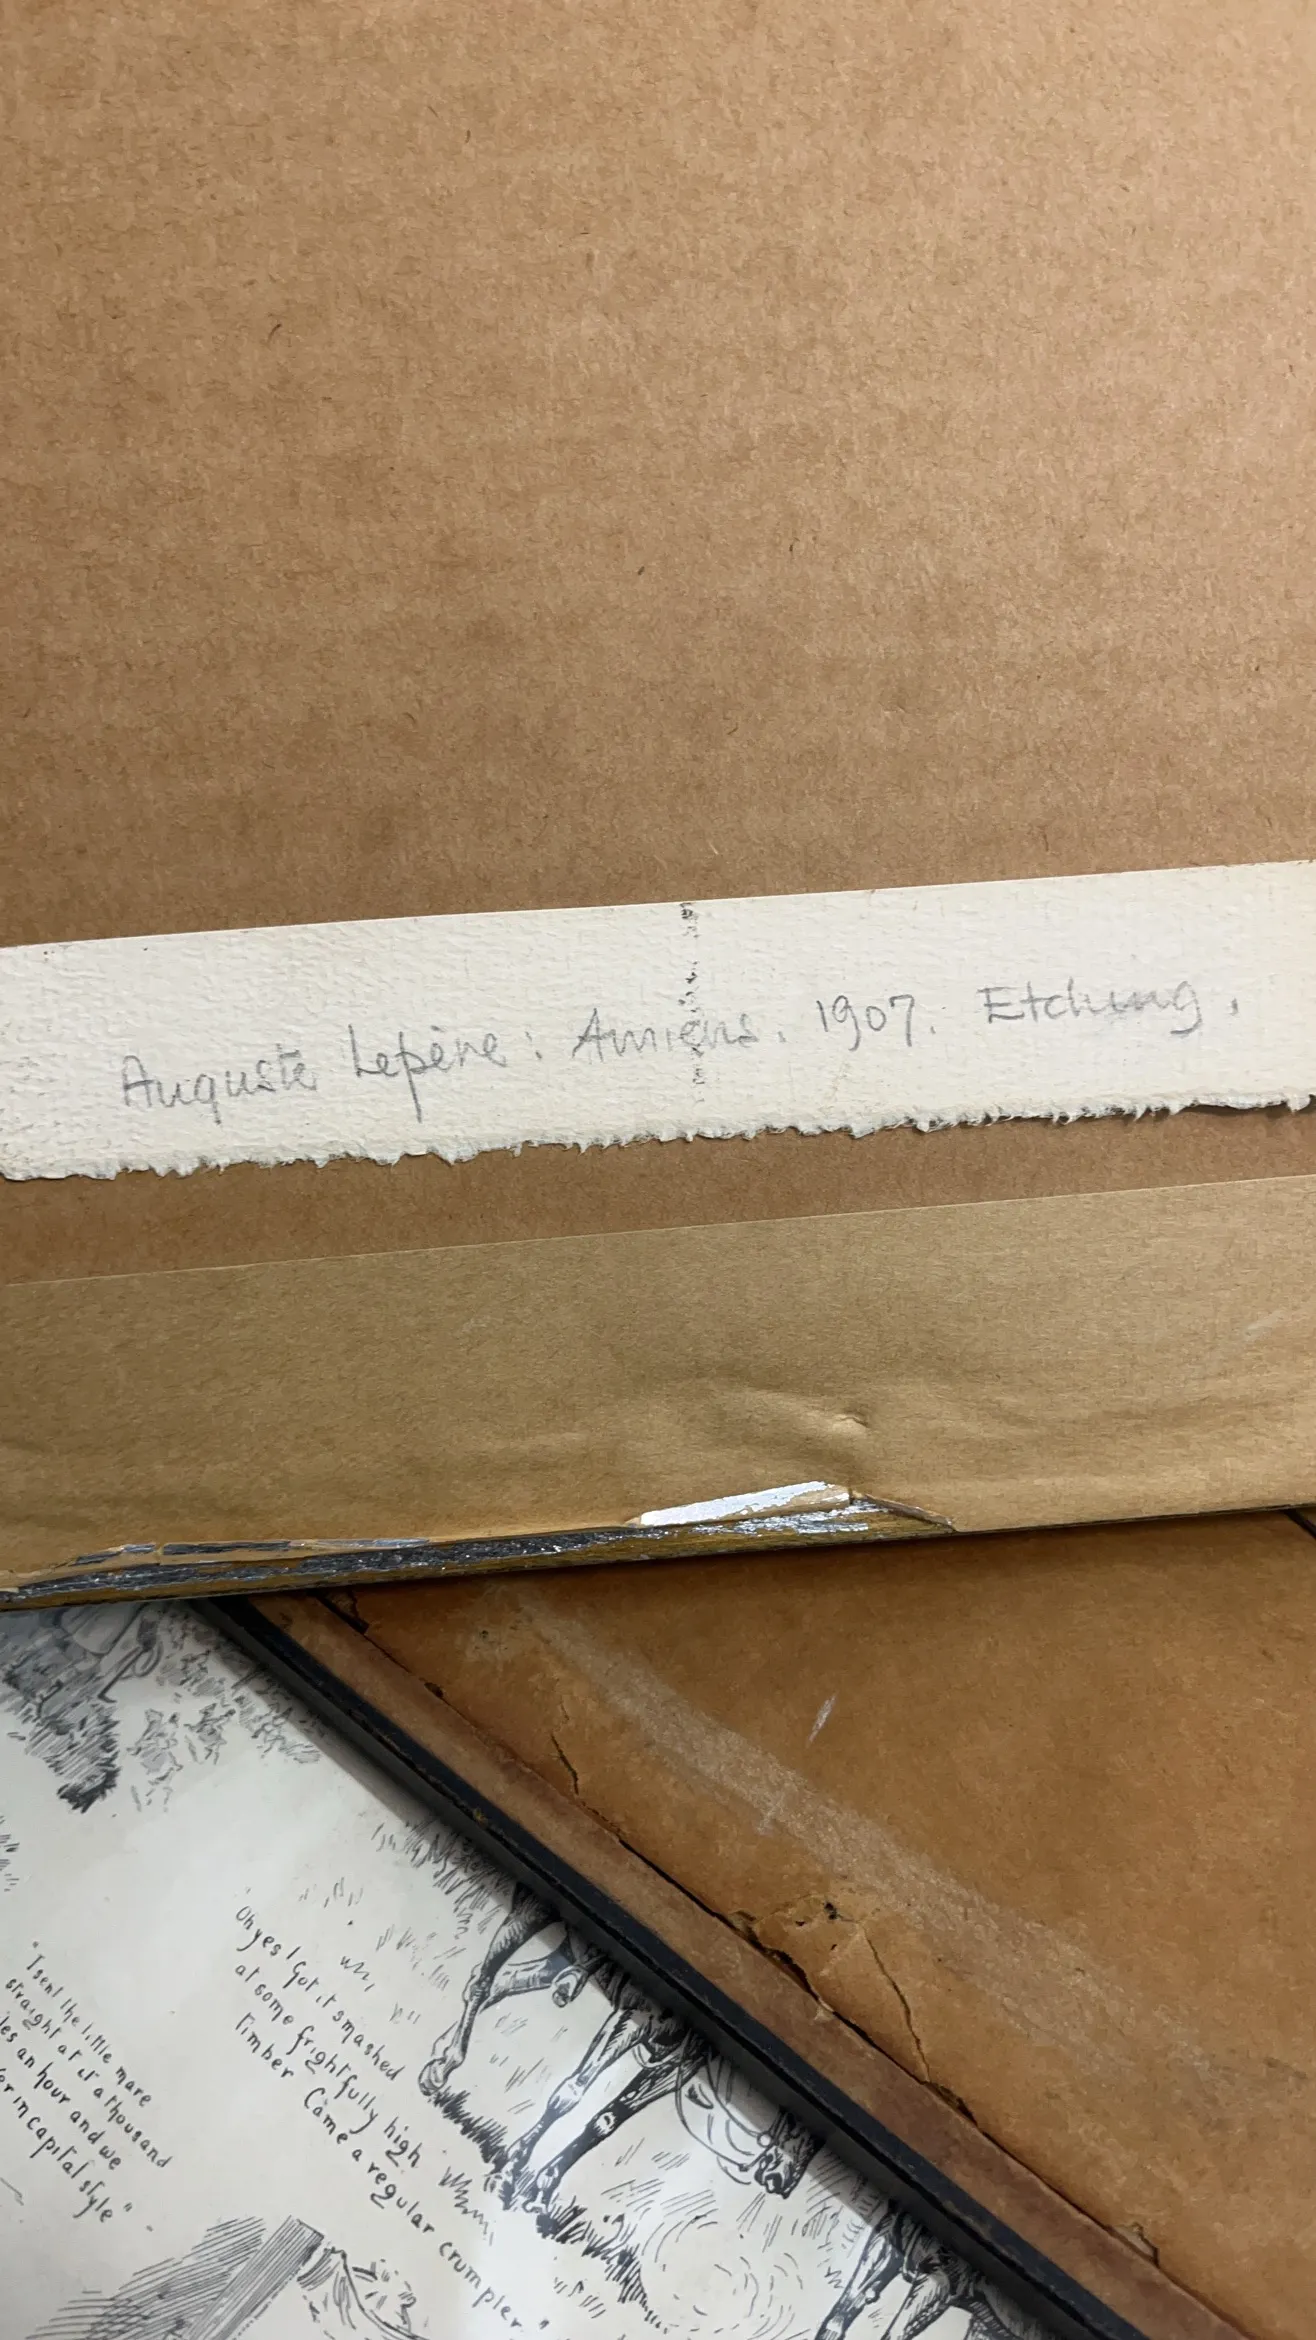 Auguste Lepère: Amiens. 1907. Etching.
"I sent the little mare
straight at it a thousand
les an hour and we
or in capital style"
Oh yes I got it smashed
at some frightfully high
timber Came a regular crumpler"